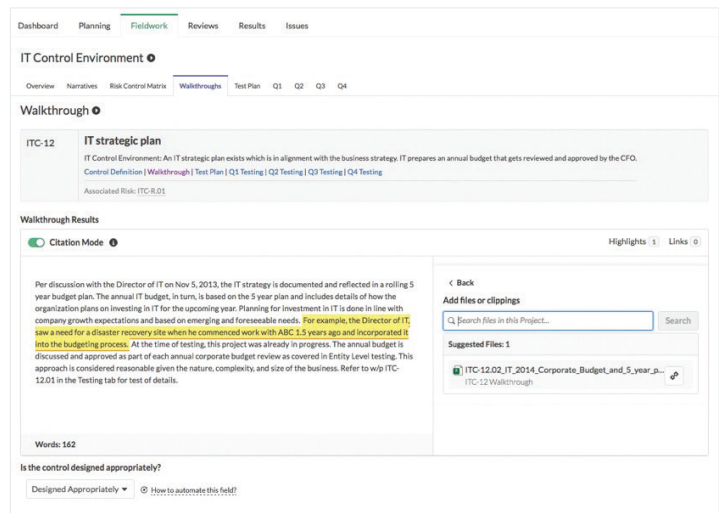 Dashboard Planning Fieldwork Reviews Results Issues
IT Control Environment
Overview Narratives Risk Control Matrix Walkthroughs Test Plan Q1 Q2 Q3 Q4
Walkthrough
ITC-12 IT strategic plan
IT Control Environment: An IT strategic plan exists which is in alignment with the business strategy. IT prepares an annual budget that gets reviewed and approved by the CFO.
Control Definition | Walkthrough | Test Plan | Q1 Testing | Q2 Testing | Q3 Testing | Q4 Testing
Associated Risk: ITC-R.01
Walkthrough Results
Citation Mode Highlights 1 Links 0
Per discussion with the Director of IT on Nov 5, 2013, the IT strategy is documented and reflected in a rolling 5
year budget plan. The annual IT budget, in turn, is based on the 5 year plan and includes details of how the
organization plans on investing in IT for the upcoming year. Planning for investment in IT is done in line with
company growth expectations and based on emerging and foreseeable needs. For example, the Director of IT,
saw a need for a disaster recovery site when he commenced work with ABC 1.5 years ago and incorporated it
into the budgeting process. At the time of testing, this project was already in progress. The annual budget is
discussed and approved as part of each annual corporate budget review as covered in Entity Level testing. This
approach is considered reasonable given the nature, complexity, and size of the business. Refer to w/p ITC-
12.01 in the Testing tab for test of details.
Words: 162
< Back
Add files or clippings
Search files in this Project... Search
Suggested Files: 1
ITC-12.02_IT_2014_Corporate_Budget_and_5_year_p...
ITC-12 Walkthrough
Is the control designed appropriately?
Designed Appropriately How to automate this field?